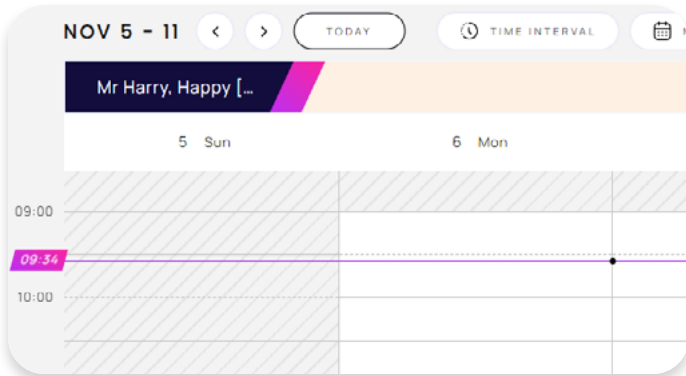 NOV 5 - 11 < > TODAY TIME INTERVAL
Mr Harry, Happy [...
5 Sun 6 Mon
09:00
09:34
10:00